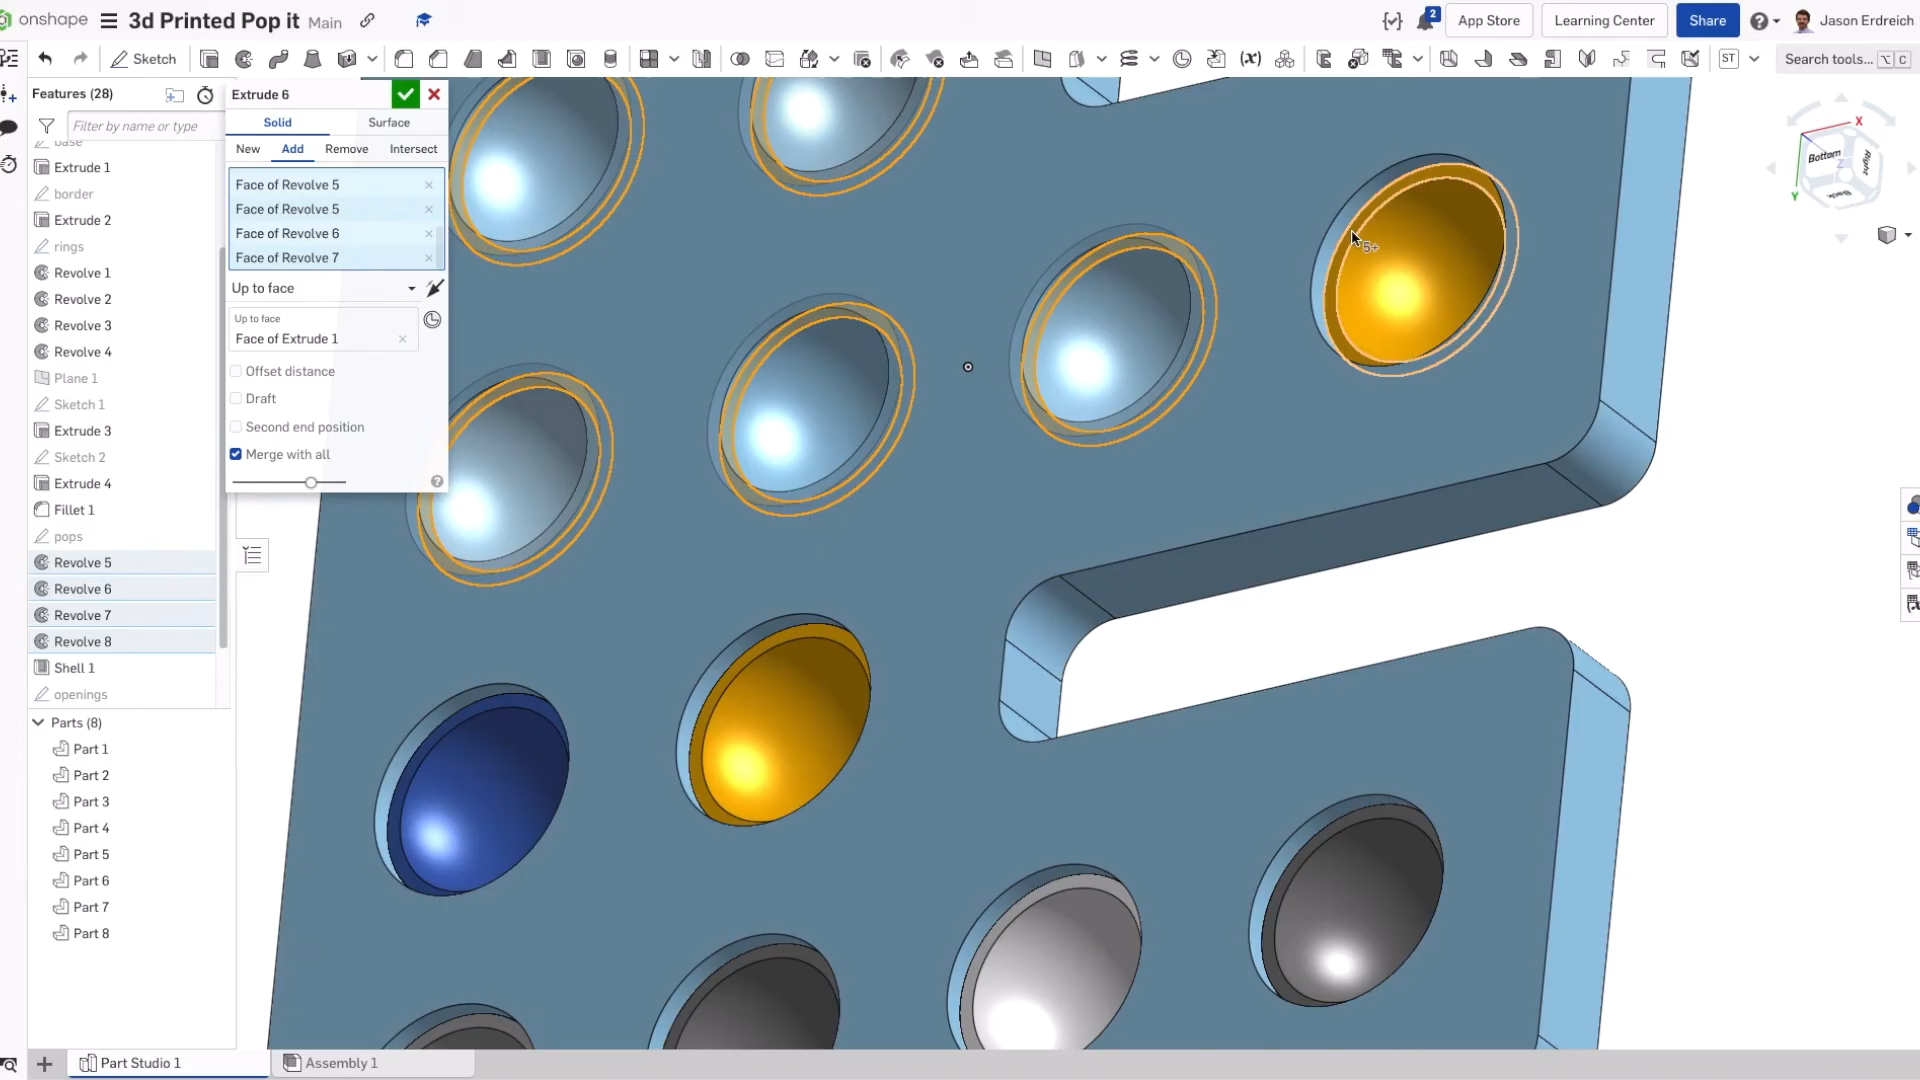 onshape 3d Printed Pop it Main
2 App Store Learning Center Share Jason Erdreich
Sketch (x) ST Search tools... ⌥ C
Features (28)
Filter by name or type
base
Extrude 1
border
Extrude 2
rings
Revolve 1
Revolve 2
Revolve 3
Revolve 4
Plane 1
Sketch 1
Extrude 3
Sketch 2
Extrude 4
Fillet 1
pops
Revolve 5
Revolve 6
Revolve 7
Revolve 8
Shell 1
openings
Parts (8)
Part 1
Part 2
Part 3
Part 4
Part 5
Part 6
Part 7
Part 8
Extrude 6
Solid Surface
New Add Remove Intersect
Face of Revolve 5
Face of Revolve 5
Face of Revolve 6
Face of Revolve 7
Up to face
Up to face
Face of Extrude 1
Offset distance
Draft
Second end position
Merge with all
5+
X
Bottom Right
Z
Back
Y
Part Studio 1 Assembly 1